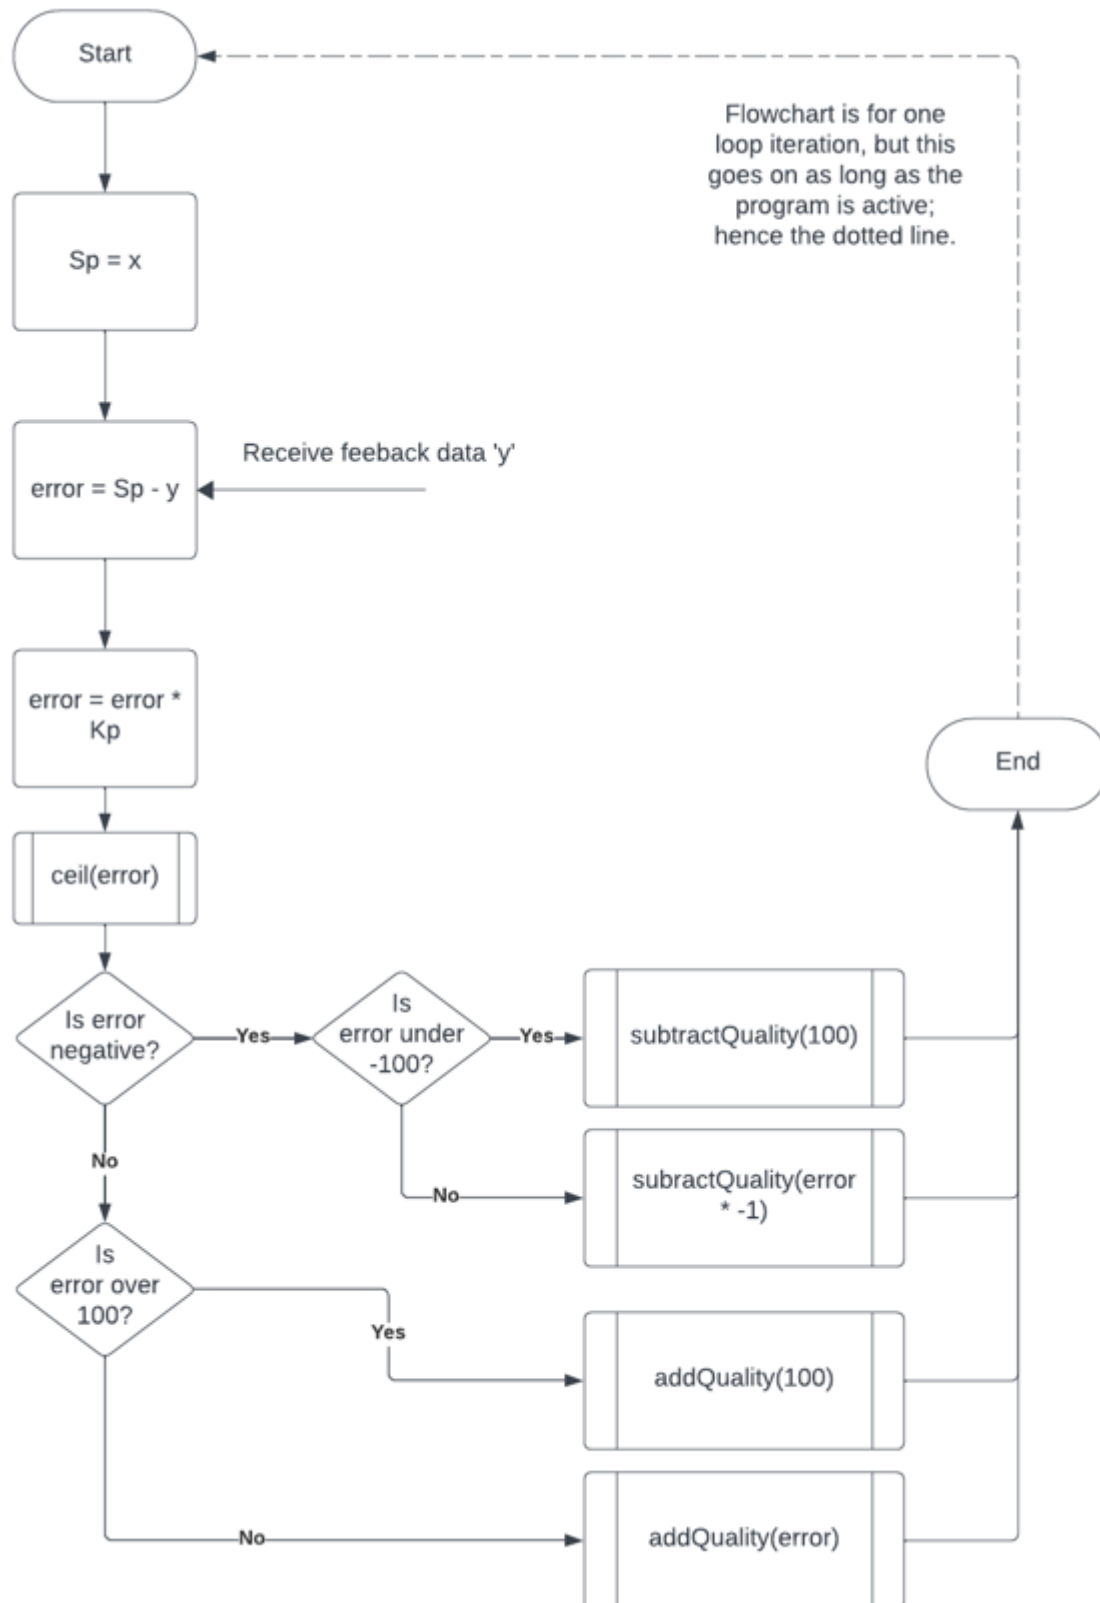 Start
Flowchart is for one
loop iteration, but this
goes on as long as the
program is active;
hence the dotted line.
Sp = x
Receive feeback data 'y'
error = Sp - y
error = error *
Kp
End
ceil(error)
Is error
negative?
Yes
Is
error under
-100?
Yes
subtractQuality(100)
No
No
subractQuality(error
* -1)
Is
error over
100?
Yes
addQuality(100)
No
addQuality(error)